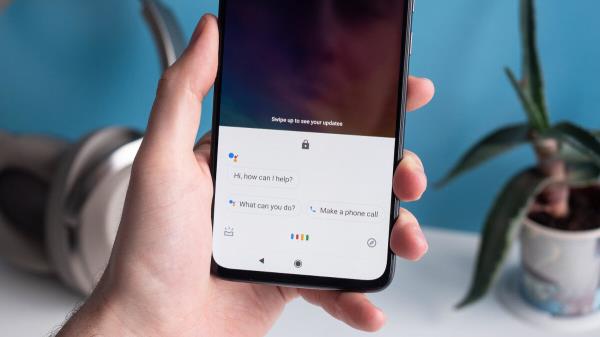 Swipe up to see your updates
Hi, how can I help?
What can you do?
Make a phone call